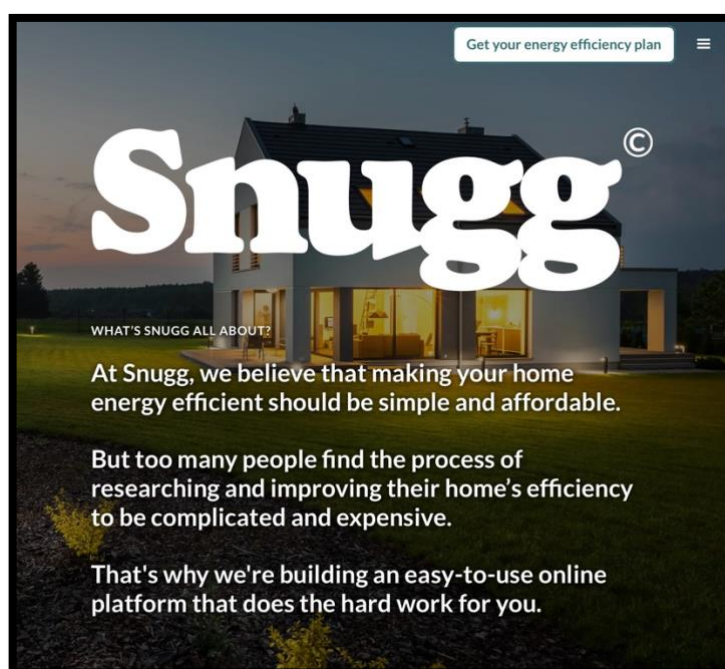 Get your energy efficiency plan
Snugg©
WHAT'S SNUGG ALL ABOUT?
At Snugg, we believe that making your home
energy efficient should be simple and affordable.
But too many people find the process of
researching and improving their home's efficiency
to be complicated and expensive.
That's why we're building an easy-to-use online
platform that does the hard work for you.